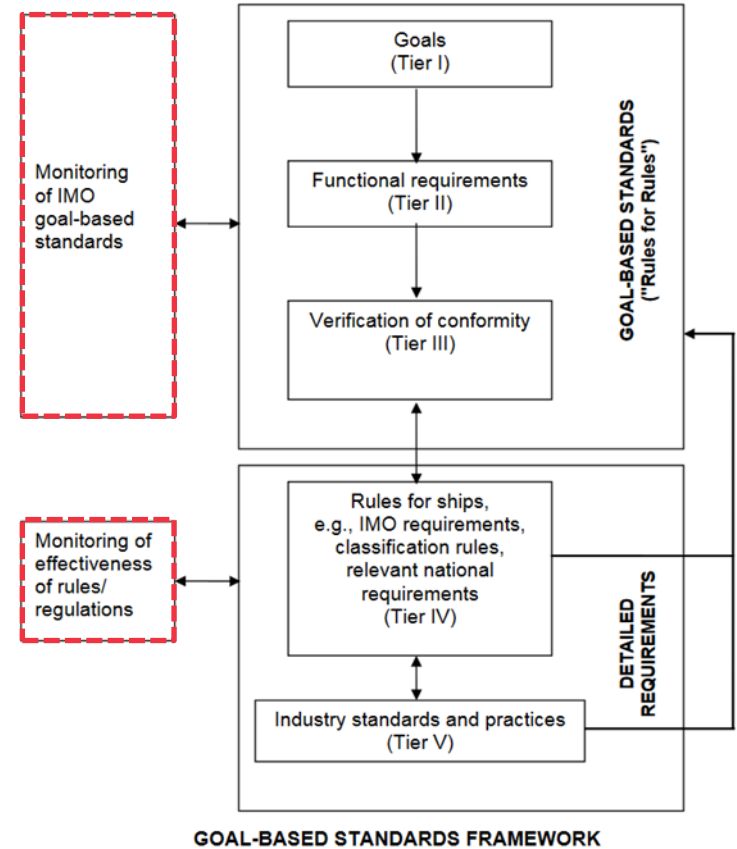 Goals
(Tier I)
Functional requirements
(Tier II)
Verification of conformity
(Tier III)
GOAL-BASED STANDARDS
("Rules for Rules")
Monitoring
of IMO
goal-based
standards
Rules for ships,
e.g., IMO requirements,
classification rules,
relevant national
requirements
(Tier IV)
Industry standards and practices
(Tier V)
DETAILED
REQUIREMENTS
Monitoring of
effectiveness
of rules/
regulations
GOAL-BASED STANDARDS FRAMEWORK